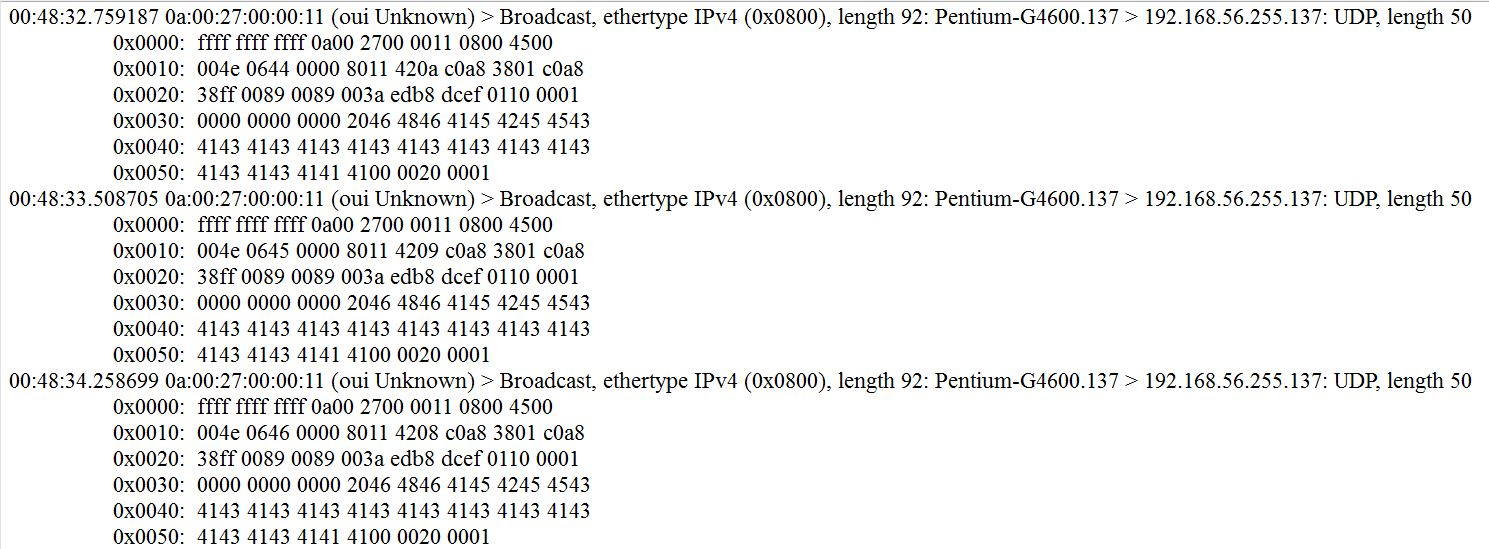 00:48:32.759187 0a:00:27:00:00:11 (oui Unknown) > Broadcast, ethertype IPv4 (0x0800), length 92: Pentium-G4600.137 > 192.168.56.255.137: UDP, length 50
0x0000: ffff ffff ffff 0a00 2700 0011 0800 4500
0x0010: 004e 0644 0000 8011 420a c0a8 3801 c0a8
0x0020: 38ff 0089 0089 003a edb8 dcef 0110 0001
0x0030: 0000 0000 0000 2046 4846 4145 4245 4543
0x0040: 4143 4143 4143 4143 4143 4143 4143 4143
0x0050: 4143 4143 4141 4100 0020 0001
00:48:33.508705 0a:00:27:00:00:11 (oui Unknown) > Broadcast, ethertype IPv4 (0x0800), length 92: Pentium-G4600.137 > 192.168.56.255.137: UDP, length 50
0x0000: ffff ffff ffff 0a00 2700 0011 0800 4500
0x0010: 004e 0645 0000 8011 4209 c0a8 3801 c0a8
0x0020: 38ff 0089 0089 003a edb8 dcef 0110 0001
0x0030: 0000 0000 0000 2046 4846 4145 4245 4543
0x0040: 4143 4143 4143 4143 4143 4143 4143 4143
0x0050: 4143 4143 4141 4100 0020 0001
00:48:34.258699 0a:00:27:00:00:11 (oui Unknown) > Broadcast, ethertype IPv4 (0x0800), length 92: Pentium-G4600.137 > 192.168.56.255.137: UDP, length 50
0x0000: ffff ffff ffff 0a00 2700 0011 0800 4500
0x0010: 004e 0646 0000 8011 4208 c0a8 3801 c0a8
0x0020: 38ff 0089 0089 003a edb8 dcef 0110 0001
0x0030: 0000 0000 0000 2046 4846 4145 4245 4543
0x0040: 4143 4143 4143 4143 4143 4143 4143 4143
0x0050: 4143 4143 4141 4100 0020 0001